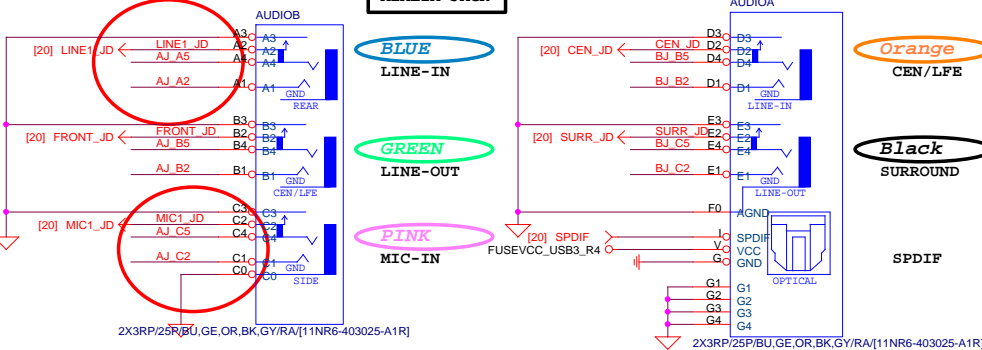 AUDIOB
A3 A3
[20] LINE1_JD LINE1_JD A2 A2
AJ_A5 A4 A4
AJ_A2 A1 A1
GND
REAR
BLUE
LINE-IN
B3 B3
[20] FRONT_JD FRONT_JD B2 B2
AJ_B5 B4 B4
AJ_B2 B1 B1
GND
CEN/LFE
GREEN
LINE-OUT
C3 C3
[20] MIC1_JD MIC1_JD C2 C2
AJ_C5 C4 C4
AJ_C2 C1 C1
C0 C0
GND
SIDE
PINK
MIC-IN
2X3RP/25P/BU,GE,OR,BK,GY/RA/[11NR6-403025-A1R]
AUDIOA
D3 D3
[20] CEN_JD CEN_JD D2 D2
BJ_B5 D4 D4
BJ_B2 D1 D1
GND
LINE-IN
Orange
CEN/LFE
E3 E3
[20] SURR_JD SURR_JD E2 E2
BJ_C5 E4 E4
BJ_C2 E1 E1
GND
LINE-OUT
Black
SURROUND
F0 AGND
[20] SPDIF I SPDIF
FUSEVCC_USB3_R4 V VCC
G GND
OPTICAL
SPDIF
G1 G1
G2 G2
G3 G3
G4 G4
2X3RP/25P/BU,GE,OR,BK,GY/RA/[11NR6-403025-A1R]